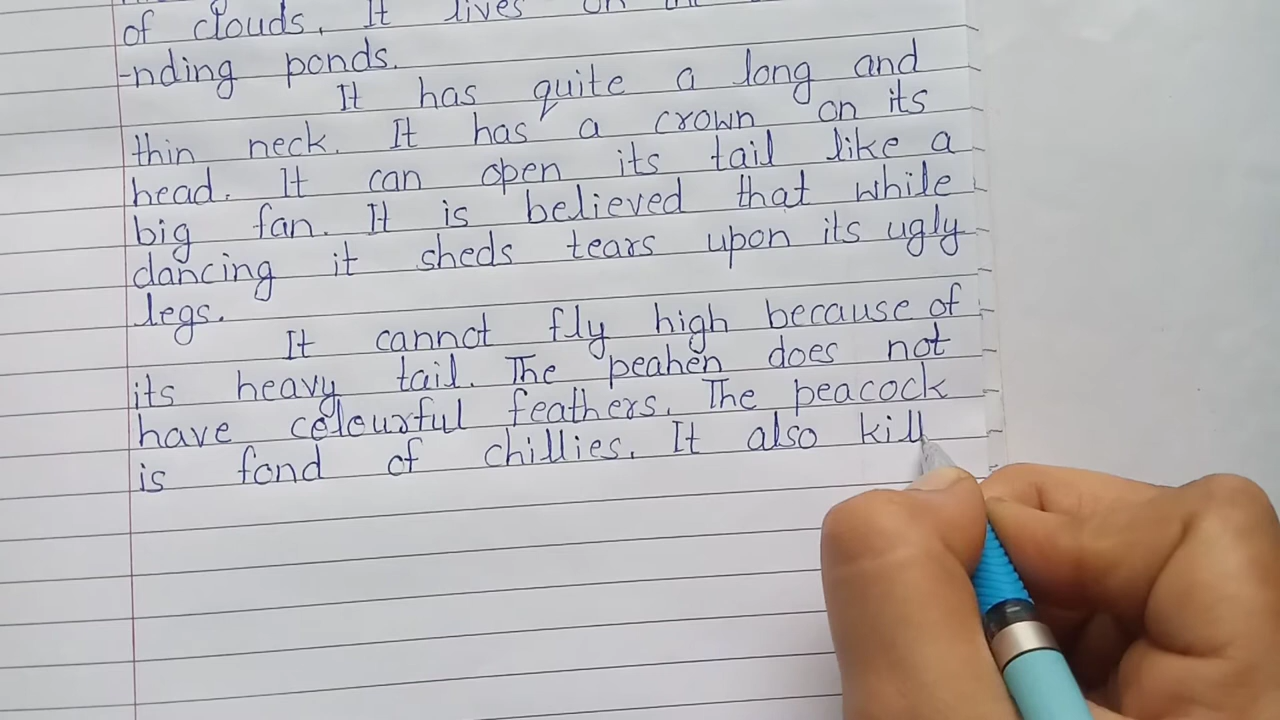 of clouds. It lives on
-nding ponds.
It has quite a long and
thin neck. It has a crown on its
head. It can open its tail like a
big fan. It is believed that while
dancing it sheds tears upon its ugly
legs.
It cannot fly high because of
its heavy tail. The peahen does not
have colourful feathers. The peacock
is fond of chillies. It also kill